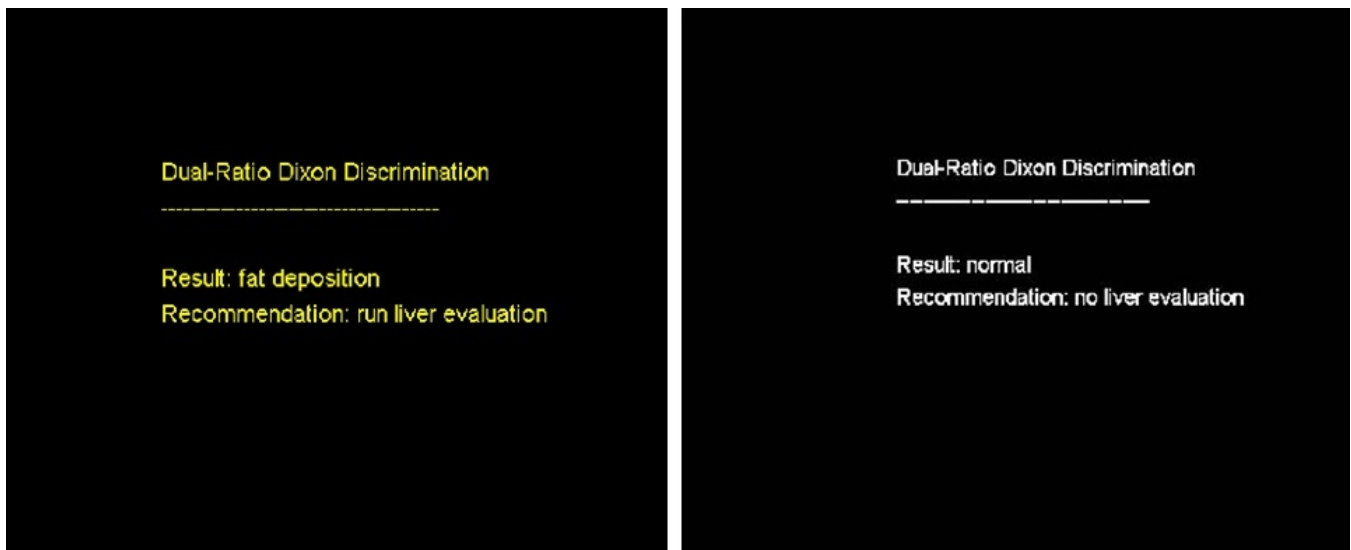 Dual-Ratio Dixon Discrimination
-------------------------------------
Result: fat deposition
Recommendation: run liver evaluation
Dual-Ratio Dixon Discrimination
-------------------------------------
Result: normal
Recommendation: no liver evaluation